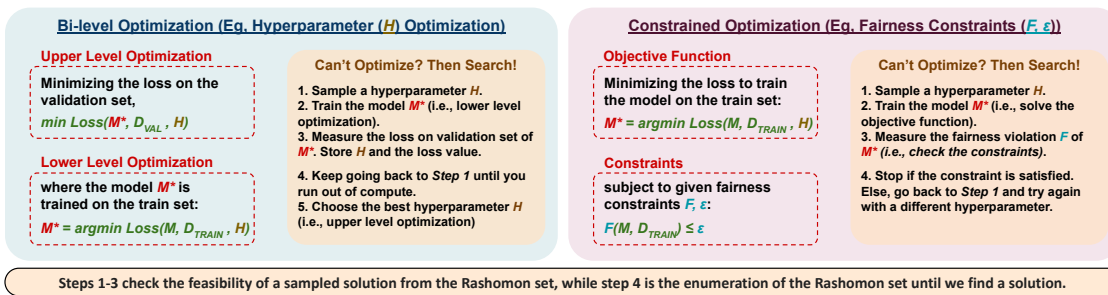 Bi-level Optimization (Eg, Hyperparameter (H) Optimization)
Upper Level Optimization
Minimizing the loss on the
validation set,
min Loss(M*, D_VAL , H)
Lower Level Optimization
where the model M* is
trained on the train set:
M* = argmin Loss(M, D_TRAIN , H)
Can't Optimize? Then Search!
1. Sample a hyperparameter H.
2. Train the model M* (i.e., lower level
optimization).
3. Measure the loss on validation set of
M*. Store H and the loss value.
4. Keep going back to Step 1 until you
run out of compute.
5. Choose the best hyperparameter H
(i.e., upper level optimization)
Constrained Optimization (Eg, Fairness Constraints (F, ε))
Objective Function
Minimizing the loss to train
the model on the train set:
M* = argmin Loss(M, D_TRAIN , H)
Constraints
subject to given fairness
constraints F, ε:
F(M, D_TRAIN) ≤ ε
Can't Optimize? Then Search!
1. Sample a hyperparameter H.
2. Train the model M* (i.e., solve the
objective function).
3. Measure the fairness violation F of
M* (i.e., check the constraints).
4. Stop if the constraint is satisfied.
Else, go back to Step 1 and try again
with a different hyperparameter.
Steps 1-3 check the feasibility of a sampled solution from the Rashomon set, while step 4 is the enumeration of the Rashomon set until we find a solution.